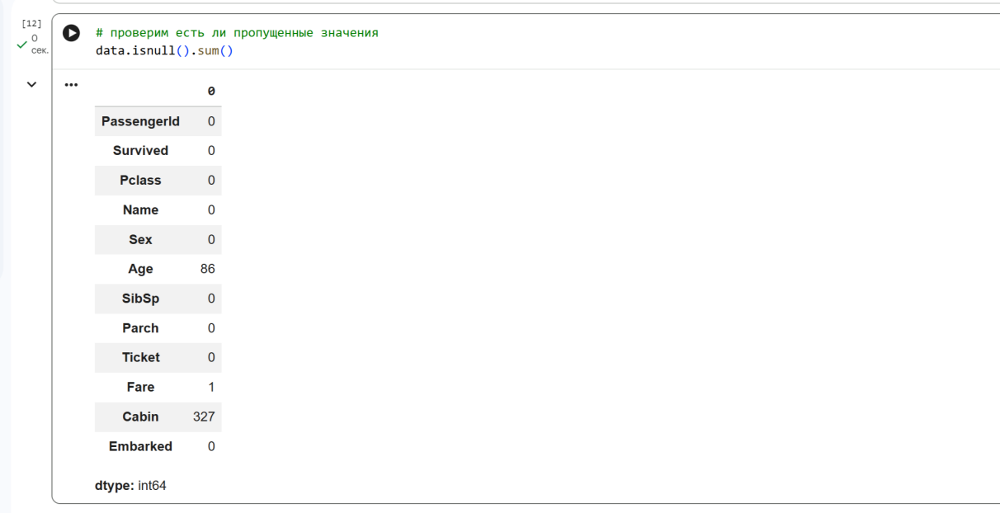 [12]
0
сек.
# проверим есть ли пропущенные значения
data.isnull().sum()
0
PassengerId 0
Survived 0
Pclass 0
Name 0
Sex 0
Age 86
SibSp 0
Parch 0
Ticket 0
Fare 1
Cabin 327
Embarked 0
dtype: int64